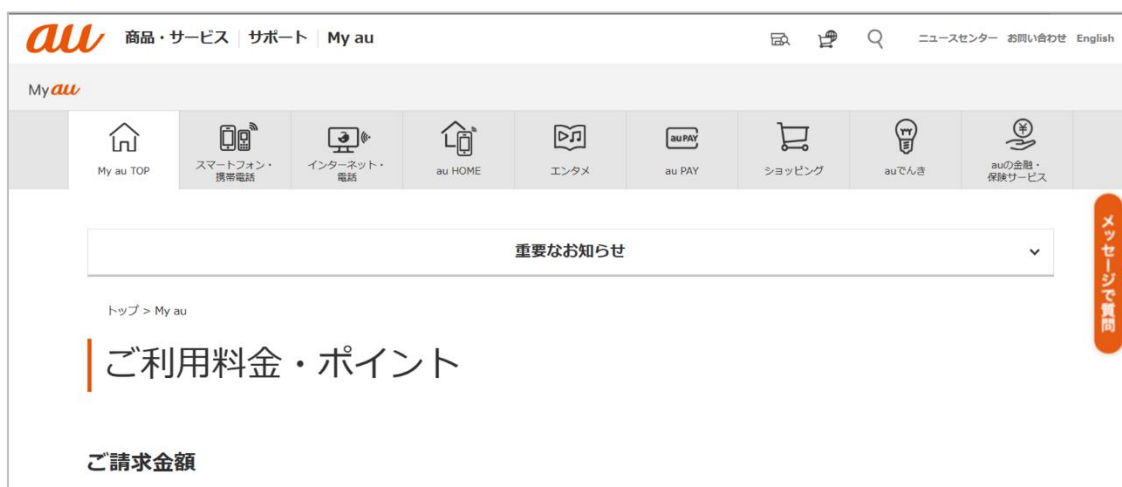 au 商品・サービス サポート My au ニュースセンター お問い合わせ English
My au
My au TOP
スマートフォン・
携帯電話
インターネット・
電話
au HOME
エンタメ
au PAY
au PAY
ショッピング
auでんき
auの金融・
保険サービス
メッセージで質問
重要なお知らせ
トップ > My au
ご利用料金・ポイント
ご請求金額